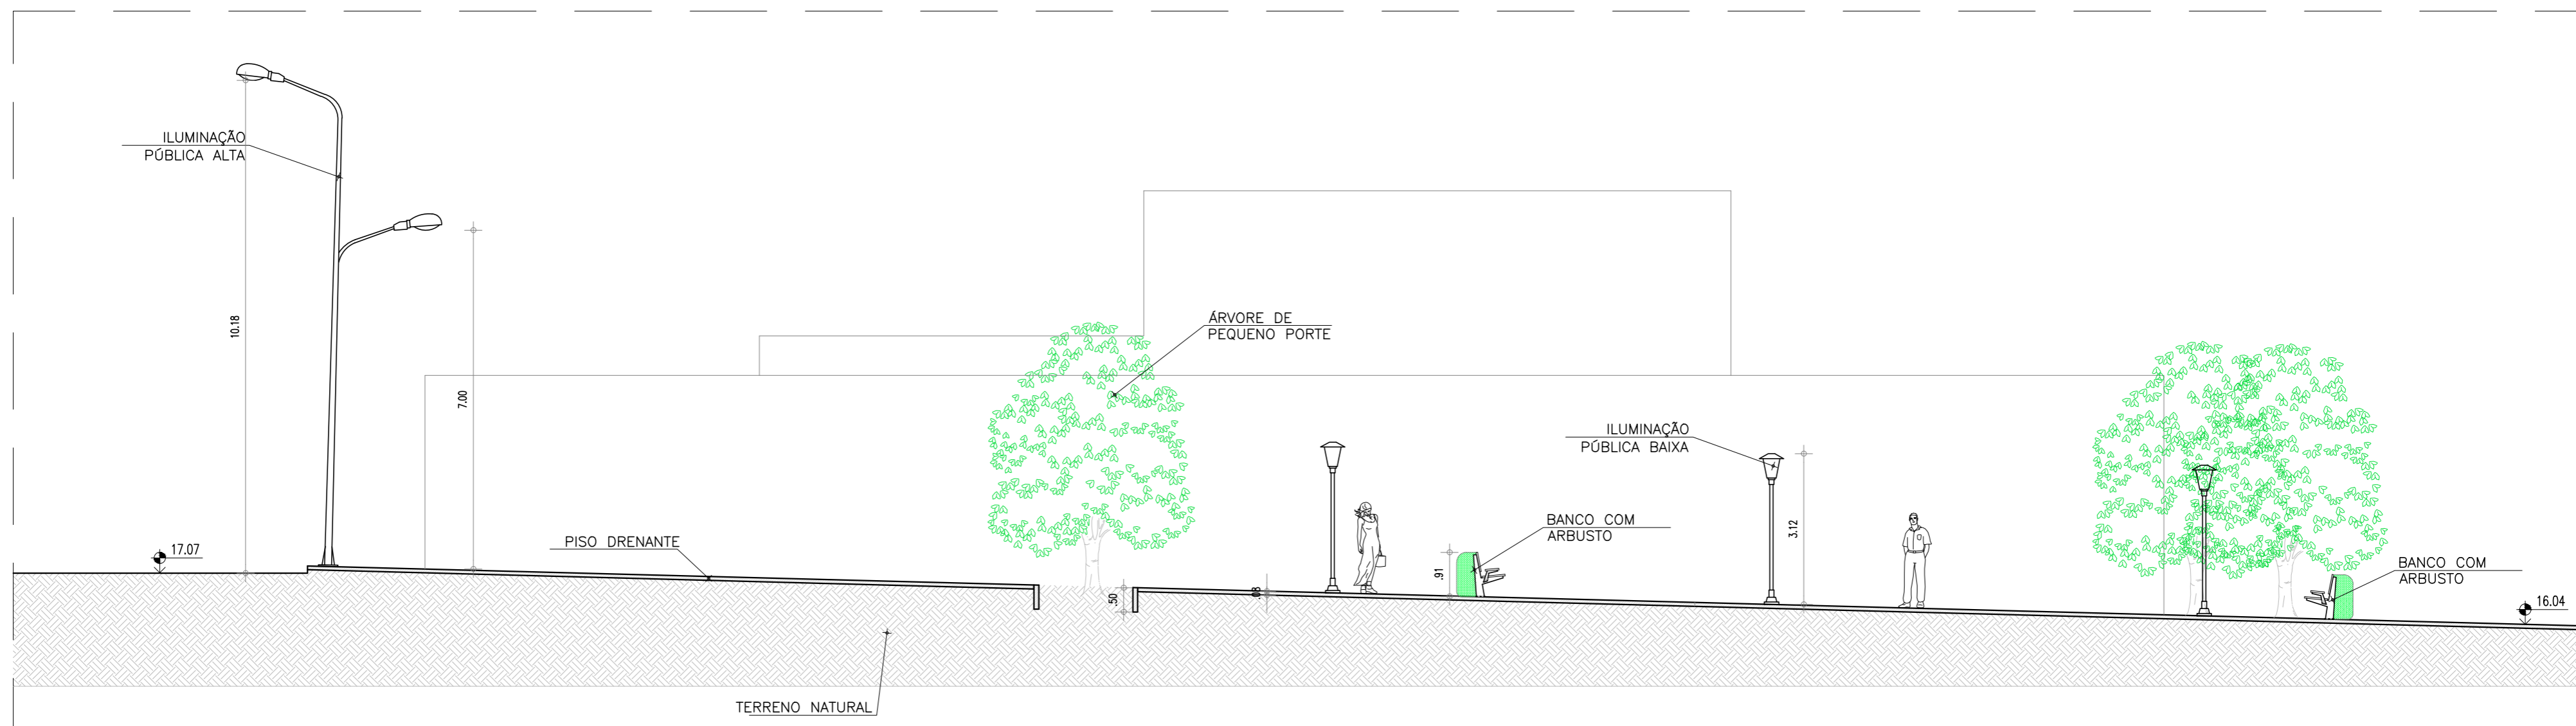 ILUMINAÇÃO
PÚBLICA ALTA
10.18
7.00
17.07
PISO DRENANTE
TERRENO NATURAL
ÁRVORE DE
PEQUENO PORTE
.50
.08
.91
BANCO COM
ARBUSTO
ILUMINAÇÃO
PÚBLICA BAIXA
3.12
BANCO COM
ARBUSTO
16.04